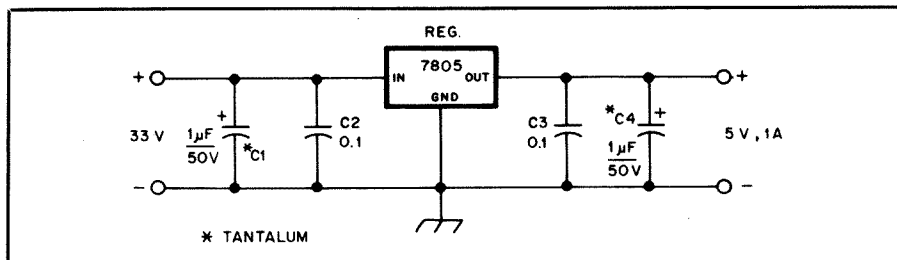 REG.
7805
IN
OUT
GND
+
+
33 V
+
1µF
50V
*C1
C2
0.1
C3
0.1
*C4
+
1µF
50V
5 V, 1A
-
-
* TANTALUM